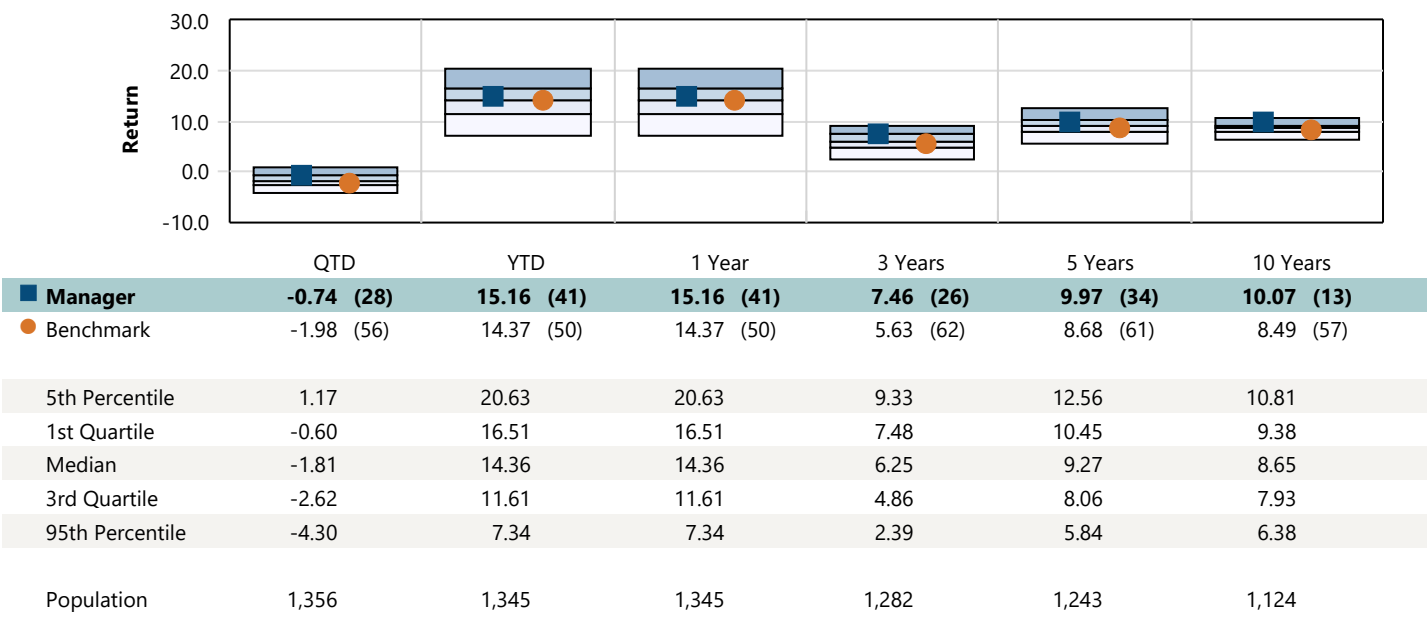 30.0
20.0
10.0
0.0
-10.0
Return
QTD YTD 1 Year 3 Years 5 Years 10 Years
Manager -0.74 (28) 15.16 (41) 15.16 (41) 7.46 (26) 9.97 (34) 10.07 (13)
Benchmark -1.98 (56) 14.37 (50) 14.37 (50) 5.63 (62) 8.68 (61) 8.49 (57)
5th Percentile 1.17 20.63 20.63 9.33 12.56 10.81
1st Quartile -0.60 16.51 16.51 7.48 10.45 9.38
Median -1.81 14.36 14.36 6.25 9.27 8.65
3rd Quartile -2.62 11.61 11.61 4.86 8.06 7.93
95th Percentile -4.30 7.34 7.34 2.39 5.84 6.38
Population 1,356 1,345 1,345 1,282 1,243 1,124